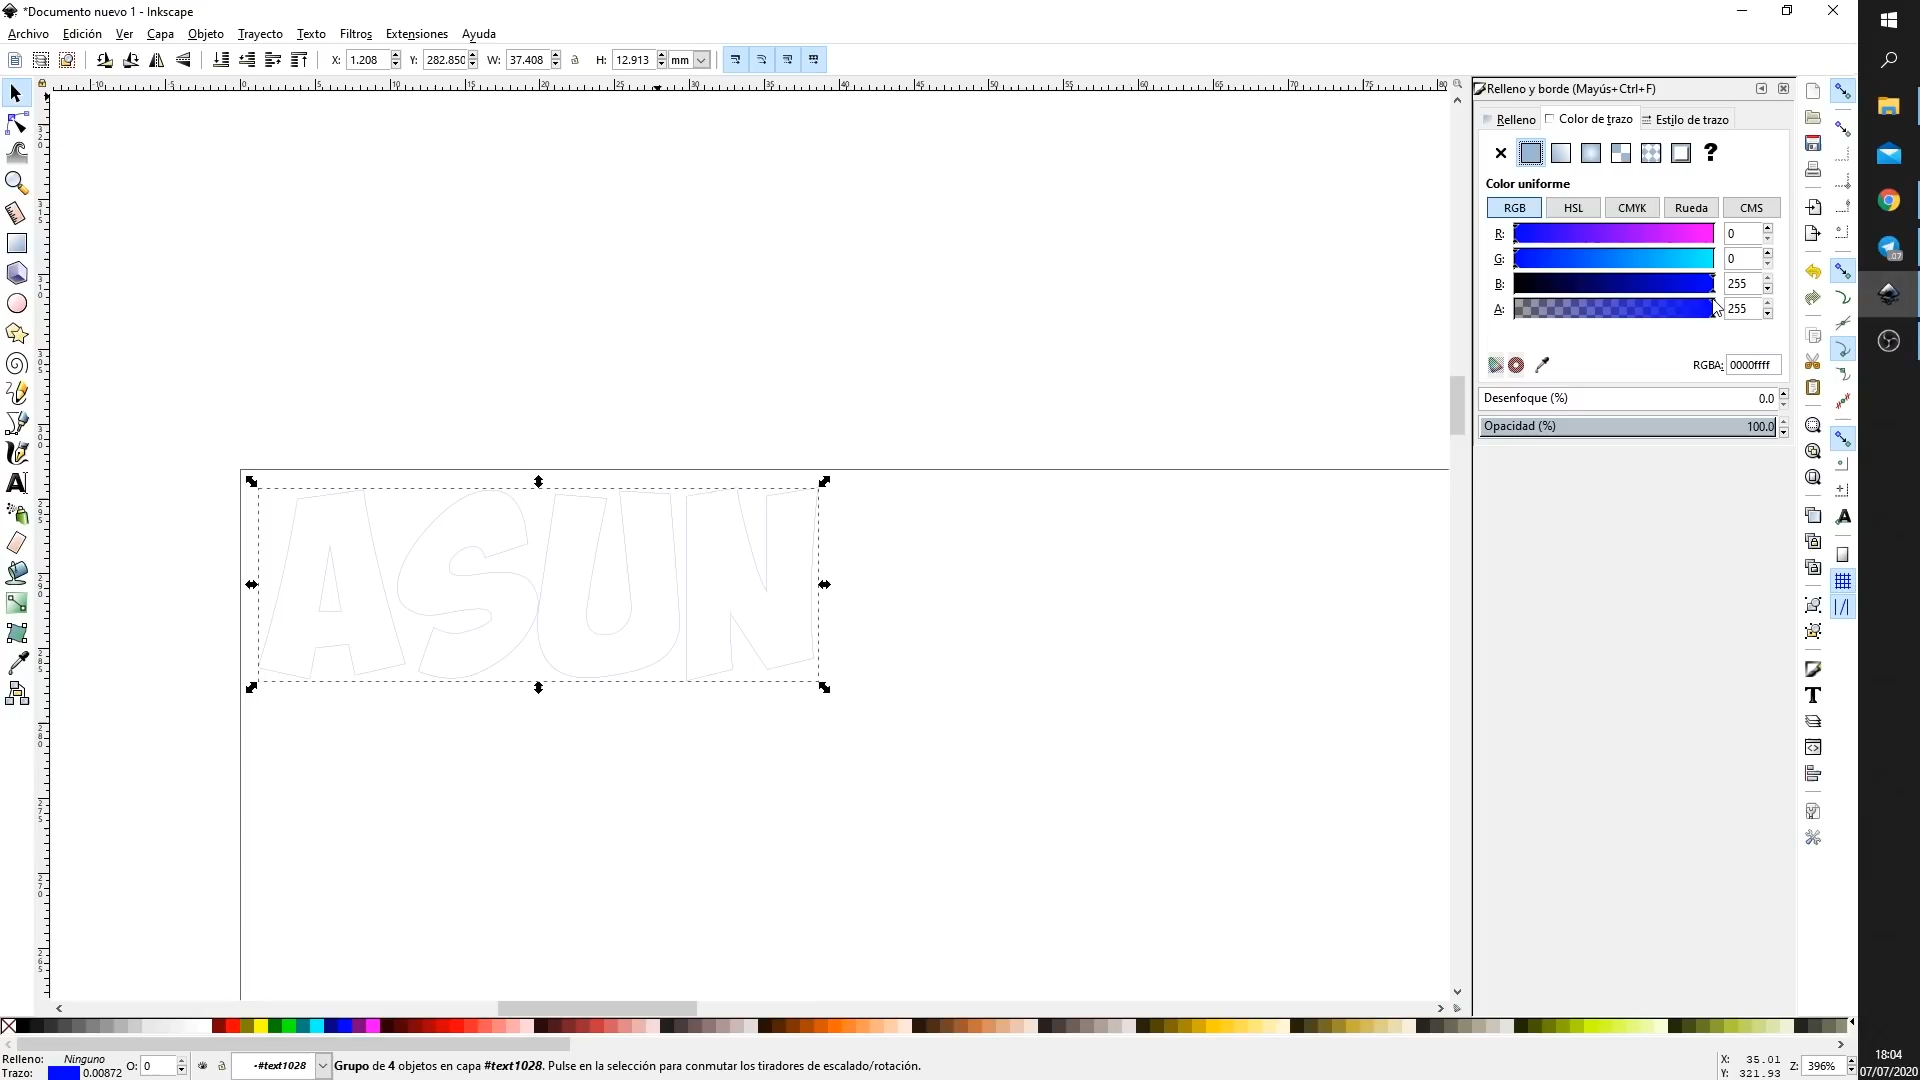 *Documento nuevo 1 - Inkscape
Archivo Edición Ver Capa Objeto Trayecto Texto Filtros Extensiones Ayuda
X: 1.208 Y: 282.850 W: 37.408 H: 12.913 mm
Relleno y borde (Mayús+Ctrl+F)
Relleno Color de trazo Estilo de trazo
?
Color uniforme
RGB HSL CMYK Rueda CMS
R: 0
G: 0
B: 255
A: 255
RGBA: 0000ffff
Desenfoque (%) 0.0
Opacidad (%) 100.0
ASUN
Relleno: Ninguno
Trazo: 0.00872 O: 0 -#text1028 Grupo de 4 objetos en capa #text1028. Pulse en la selección para conmutar los tiradores de escalado/rotación.
X: 35.01
Y: 321.93
Z: 396%
18:04
07/07/2020